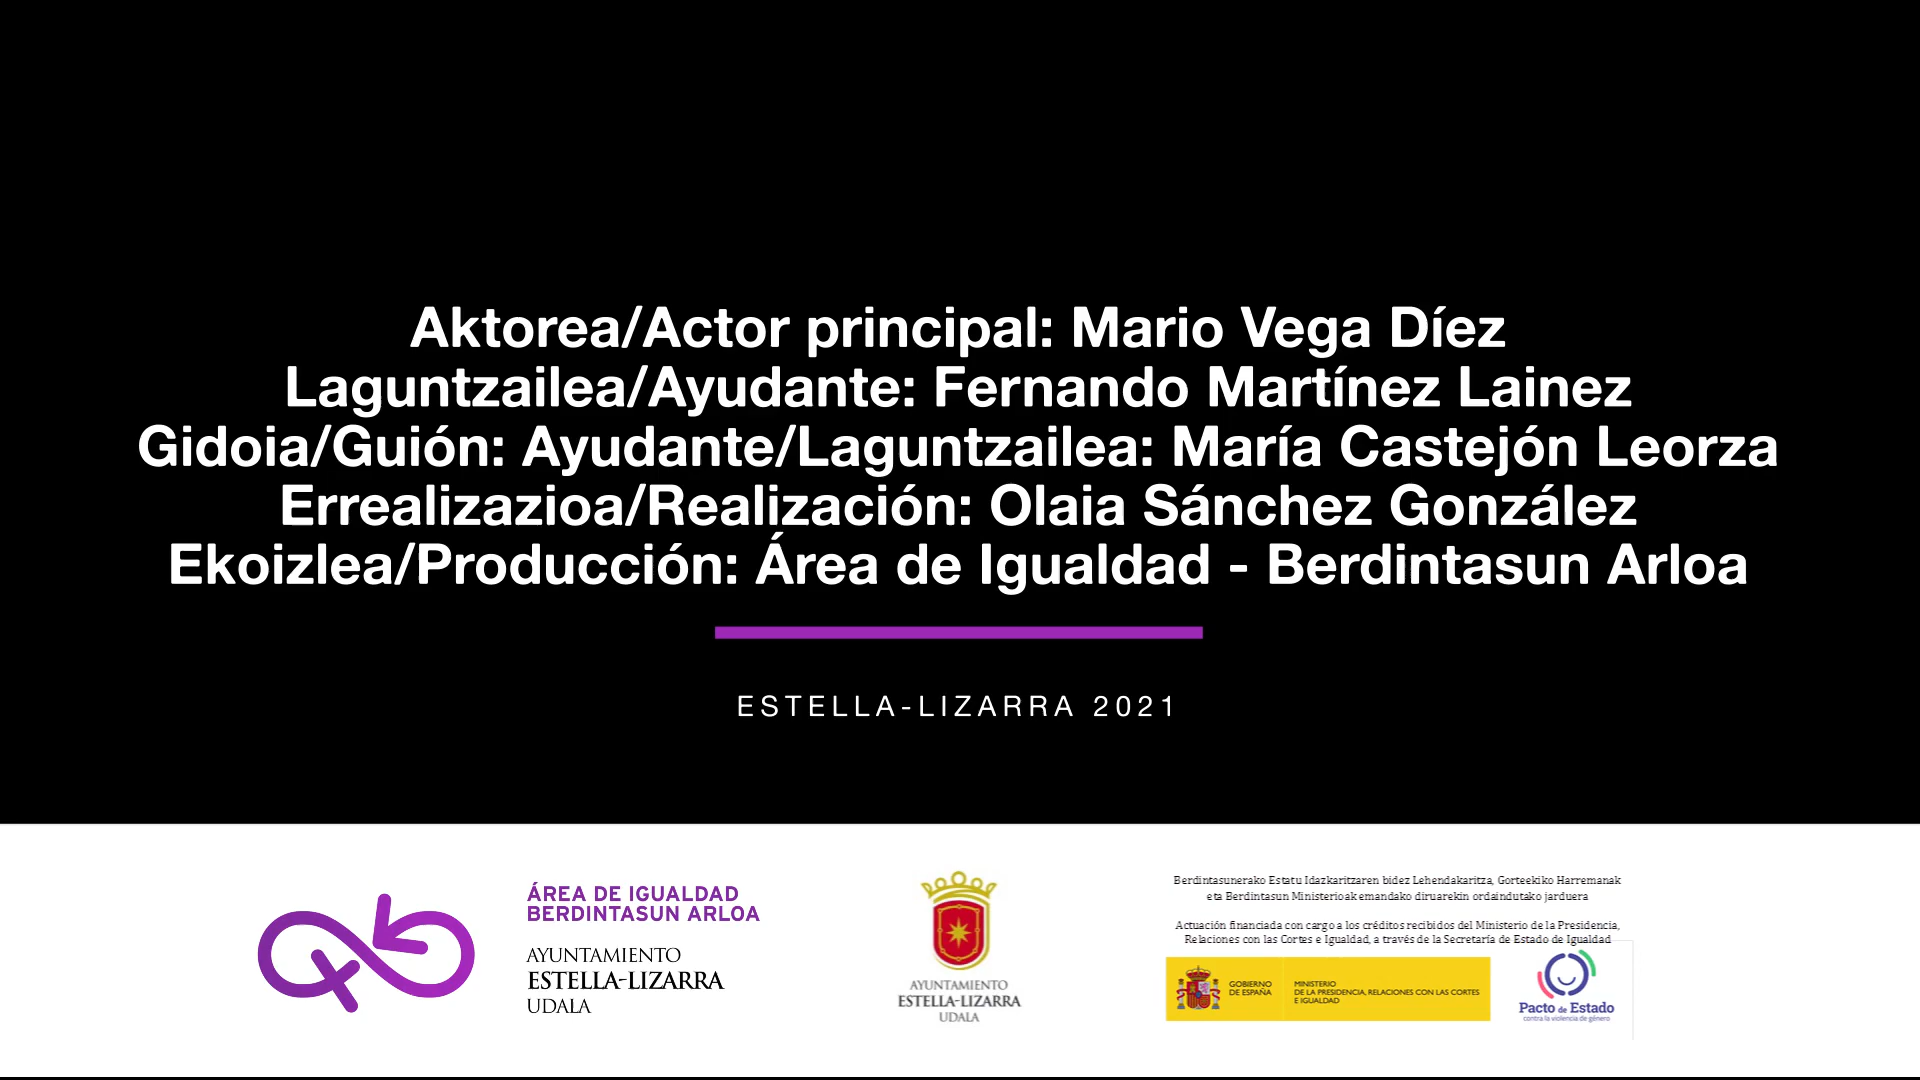 Aktorea/Actor principal: Mario Vega Díez
Laguntzailea/Ayudante: Fernando Martínez Lainez
Gidoia/Guión: Ayudante/Laguntzailea: María Castejón Leorza
Errealizazioa/Realización: Olaia Sánchez González
Ekoizlea/Producción: Área de Igualdad - Berdintasun Arloa
ESTELLA-LIZARRA 2021
ÁREA DE IGUALDAD
BERDINTASUN ARLOA
AYUNTAMIENTO
ESTELLA-LIZARRA
UDALA
AYUNTAMIENTO
ESTELLA-LIZARRA
UDALA
Berdintasunerako Estatu Idazkaritzaren bidez Lehendakaritza, Gorteekiko Harremanak
eta Berdintasun Ministerioak emandako diruarekin ordaindutako jarduera
Actuación financiada con cargo a los créditos recibidos del Ministerio de la Presidencia,
Relaciones con las Cortes e Igualdad, a través de la Secretaría de Estado de Igualdad
GOBIERNO
DE ESPAÑA
MINISTERIO
DE LA PRESIDENCIA, RELACIONES CON LAS CORTES
E IGUALDAD
Pacto de Estado
contra la violencia de género